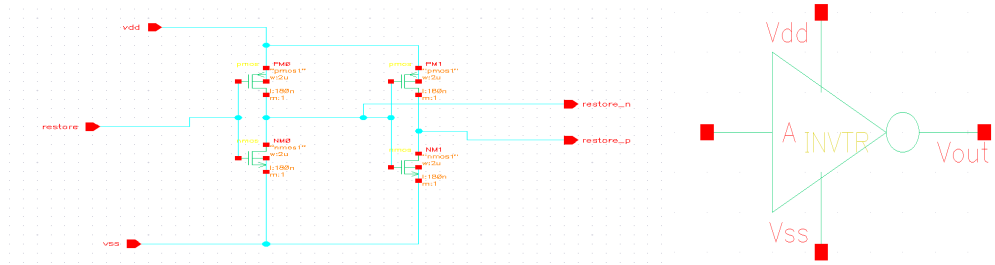 vdd
PM0
"pmos1"
w:2u
l:180n
m:1
PM1
"pmos1"
w:2u
l:180n
m:1
restore
restore_n
restore_p
NM0
"nmos1"
w:2u
l:180n
m:1
NM1
"nmos1"
w:2u
l:180n
m:1
vss
Vdd
A
INVTR
Vout
Vss